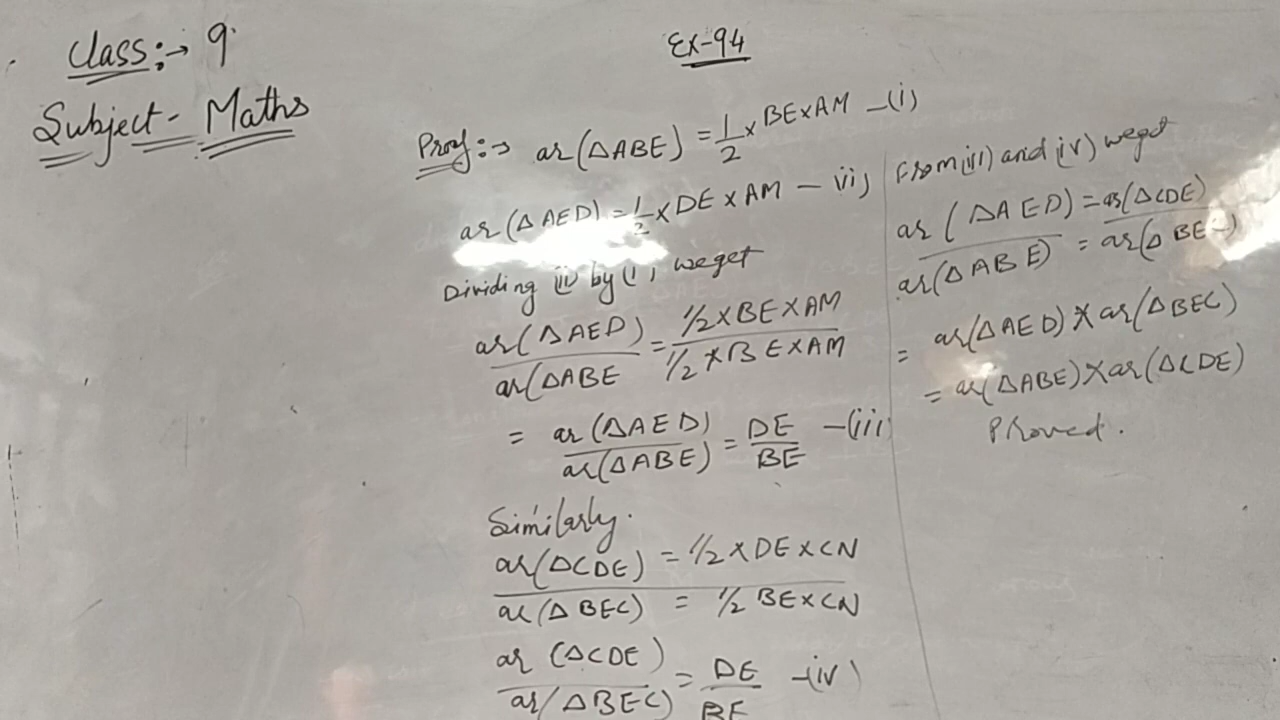 Class:→ 9
Subject - Maths
Ex-94
Proof:→ ar(△ABE) = 1/2 × BE×AM -(i)
ar(△AED) = 1/2 × DE × AM - (ii)
Dividing (ii) by (i) we get
ar(△AED)/ar(△ABE = 1/2×BE×AM / 1/2×BE×AM
= ar(△AED)/ar(△ABE) = DE/BE -(iii)
Similarly.
ar(△CDE) = 1/2 × DE×CN
ar(△BEC) = 1/2 BE×CN
ar (△CDE)/ar(△BEC) = DE/BE -(iv)
From (iii) and (iv) we get
ar(△AED) = ar(△CDE)
ar(△ABE) = ar(△BE
= ar(△AED)×ar(△BEC)
= ar(△ABE)×ar(△CDE)
Proved.